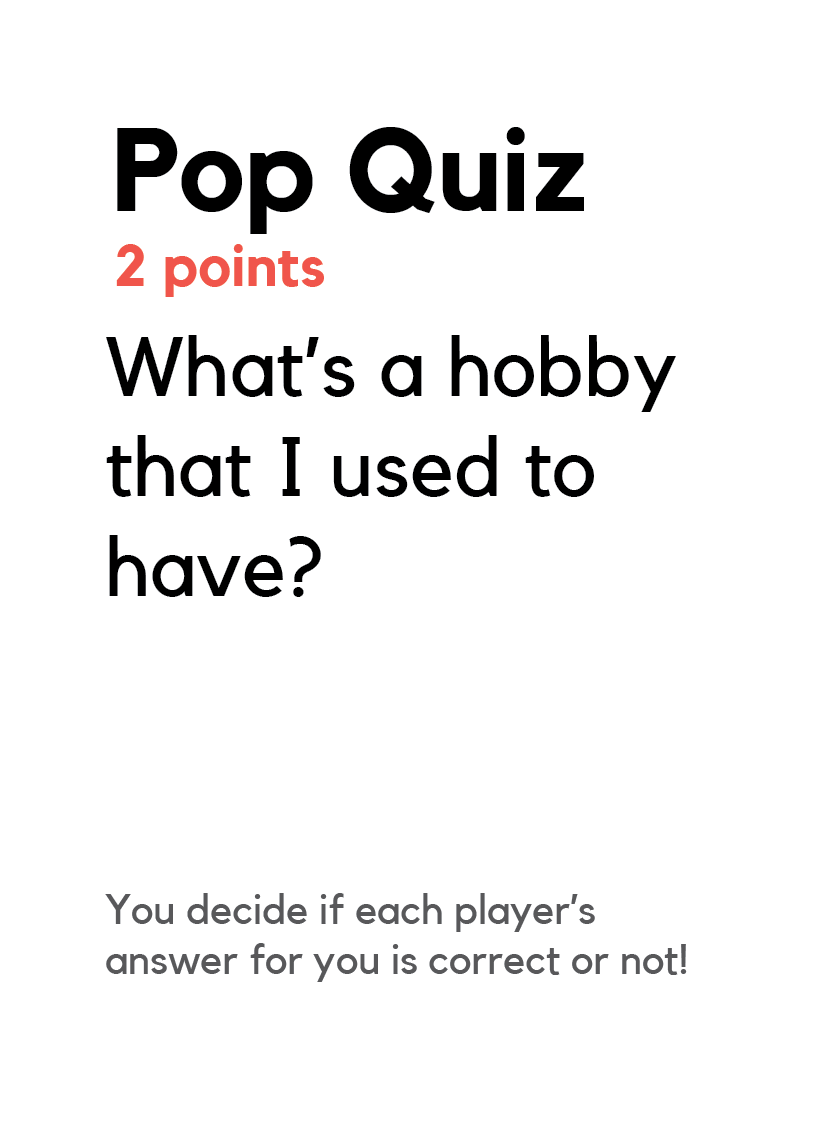 Pop Quiz
2 points
What’s a hobby
that I used to
have?
You decide if each player’s
answer for you is correct or not!